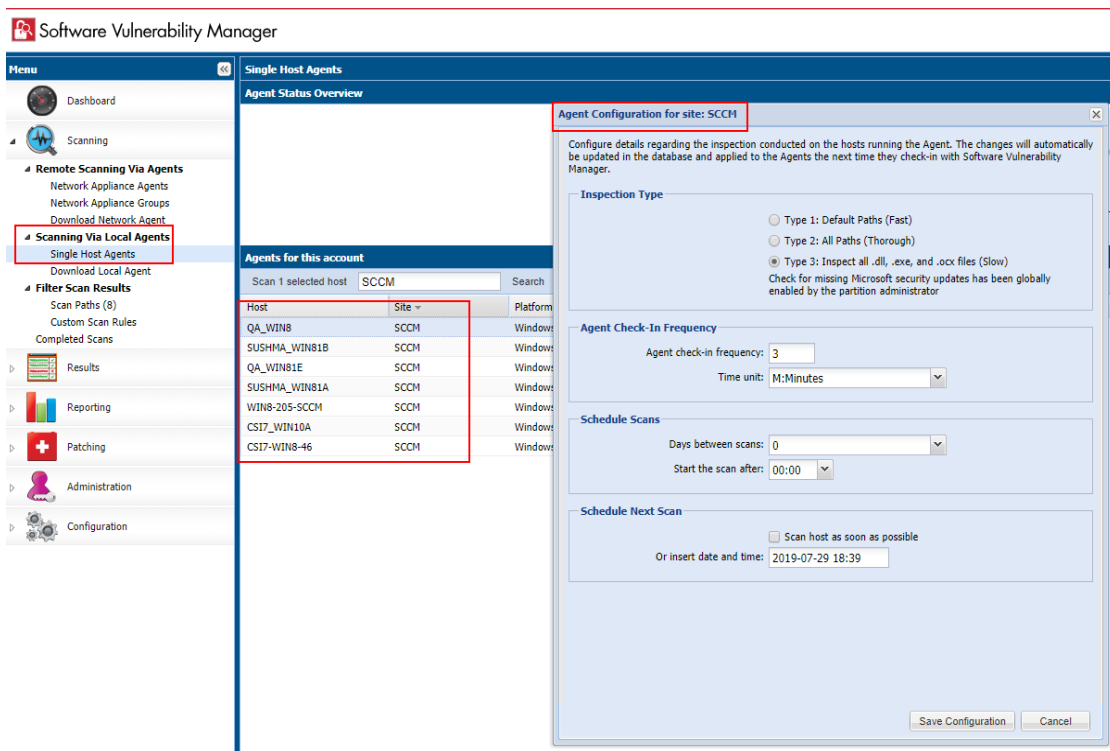 Software Vulnerability Manager
Menu
Dashboard
Scanning
Remote Scanning Via Agents
Network Appliance Agents
Network Appliance Groups
Download Network Agent
Scanning Via Local Agents
Single Host Agents
Download Local Agent
Filter Scan Results
Scan Paths (8)
Custom Scan Rules
Completed Scans
Results
Reporting
Patching
Administration
Configuration
Single Host Agents
Agent Status Overview
Agents for this account
Scan 1 selected host SCCM Search
Host Site Platform
QA_WIN8 SCCM Windows
SUSHMA_WIN81B SCCM Windows
QA_WIN81E SCCM Windows
SUSHMA_WIN81A SCCM Windows
WIN8-205-SCCM SCCM Windows
CSI7_WIN10A SCCM Windows
CSI7-WIN8-46 SCCM Windows
Agent Configuration for site: SCCM
Configure details regarding the inspection conducted on the hosts running the Agent. The changes will automatically
be updated in the database and applied to the Agents the next time they check-in with Software Vulnerability
Manager.
Inspection Type
Type 1: Default Paths (Fast)
Type 2: All Paths (Thorough)
Type 3: Inspect all .dll, .exe, and .ocx files (Slow)
Check for missing Microsoft security updates has been globally
enabled by the partition administrator
Agent Check-In Frequency
Agent check-in frequency: 3
Time unit: M:Minutes
Schedule Scans
Days between scans: 0
Start the scan after: 00:00
Schedule Next Scan
Scan host as soon as possible
Or insert date and time: 2019-07-29 18:39
Save Configuration Cancel